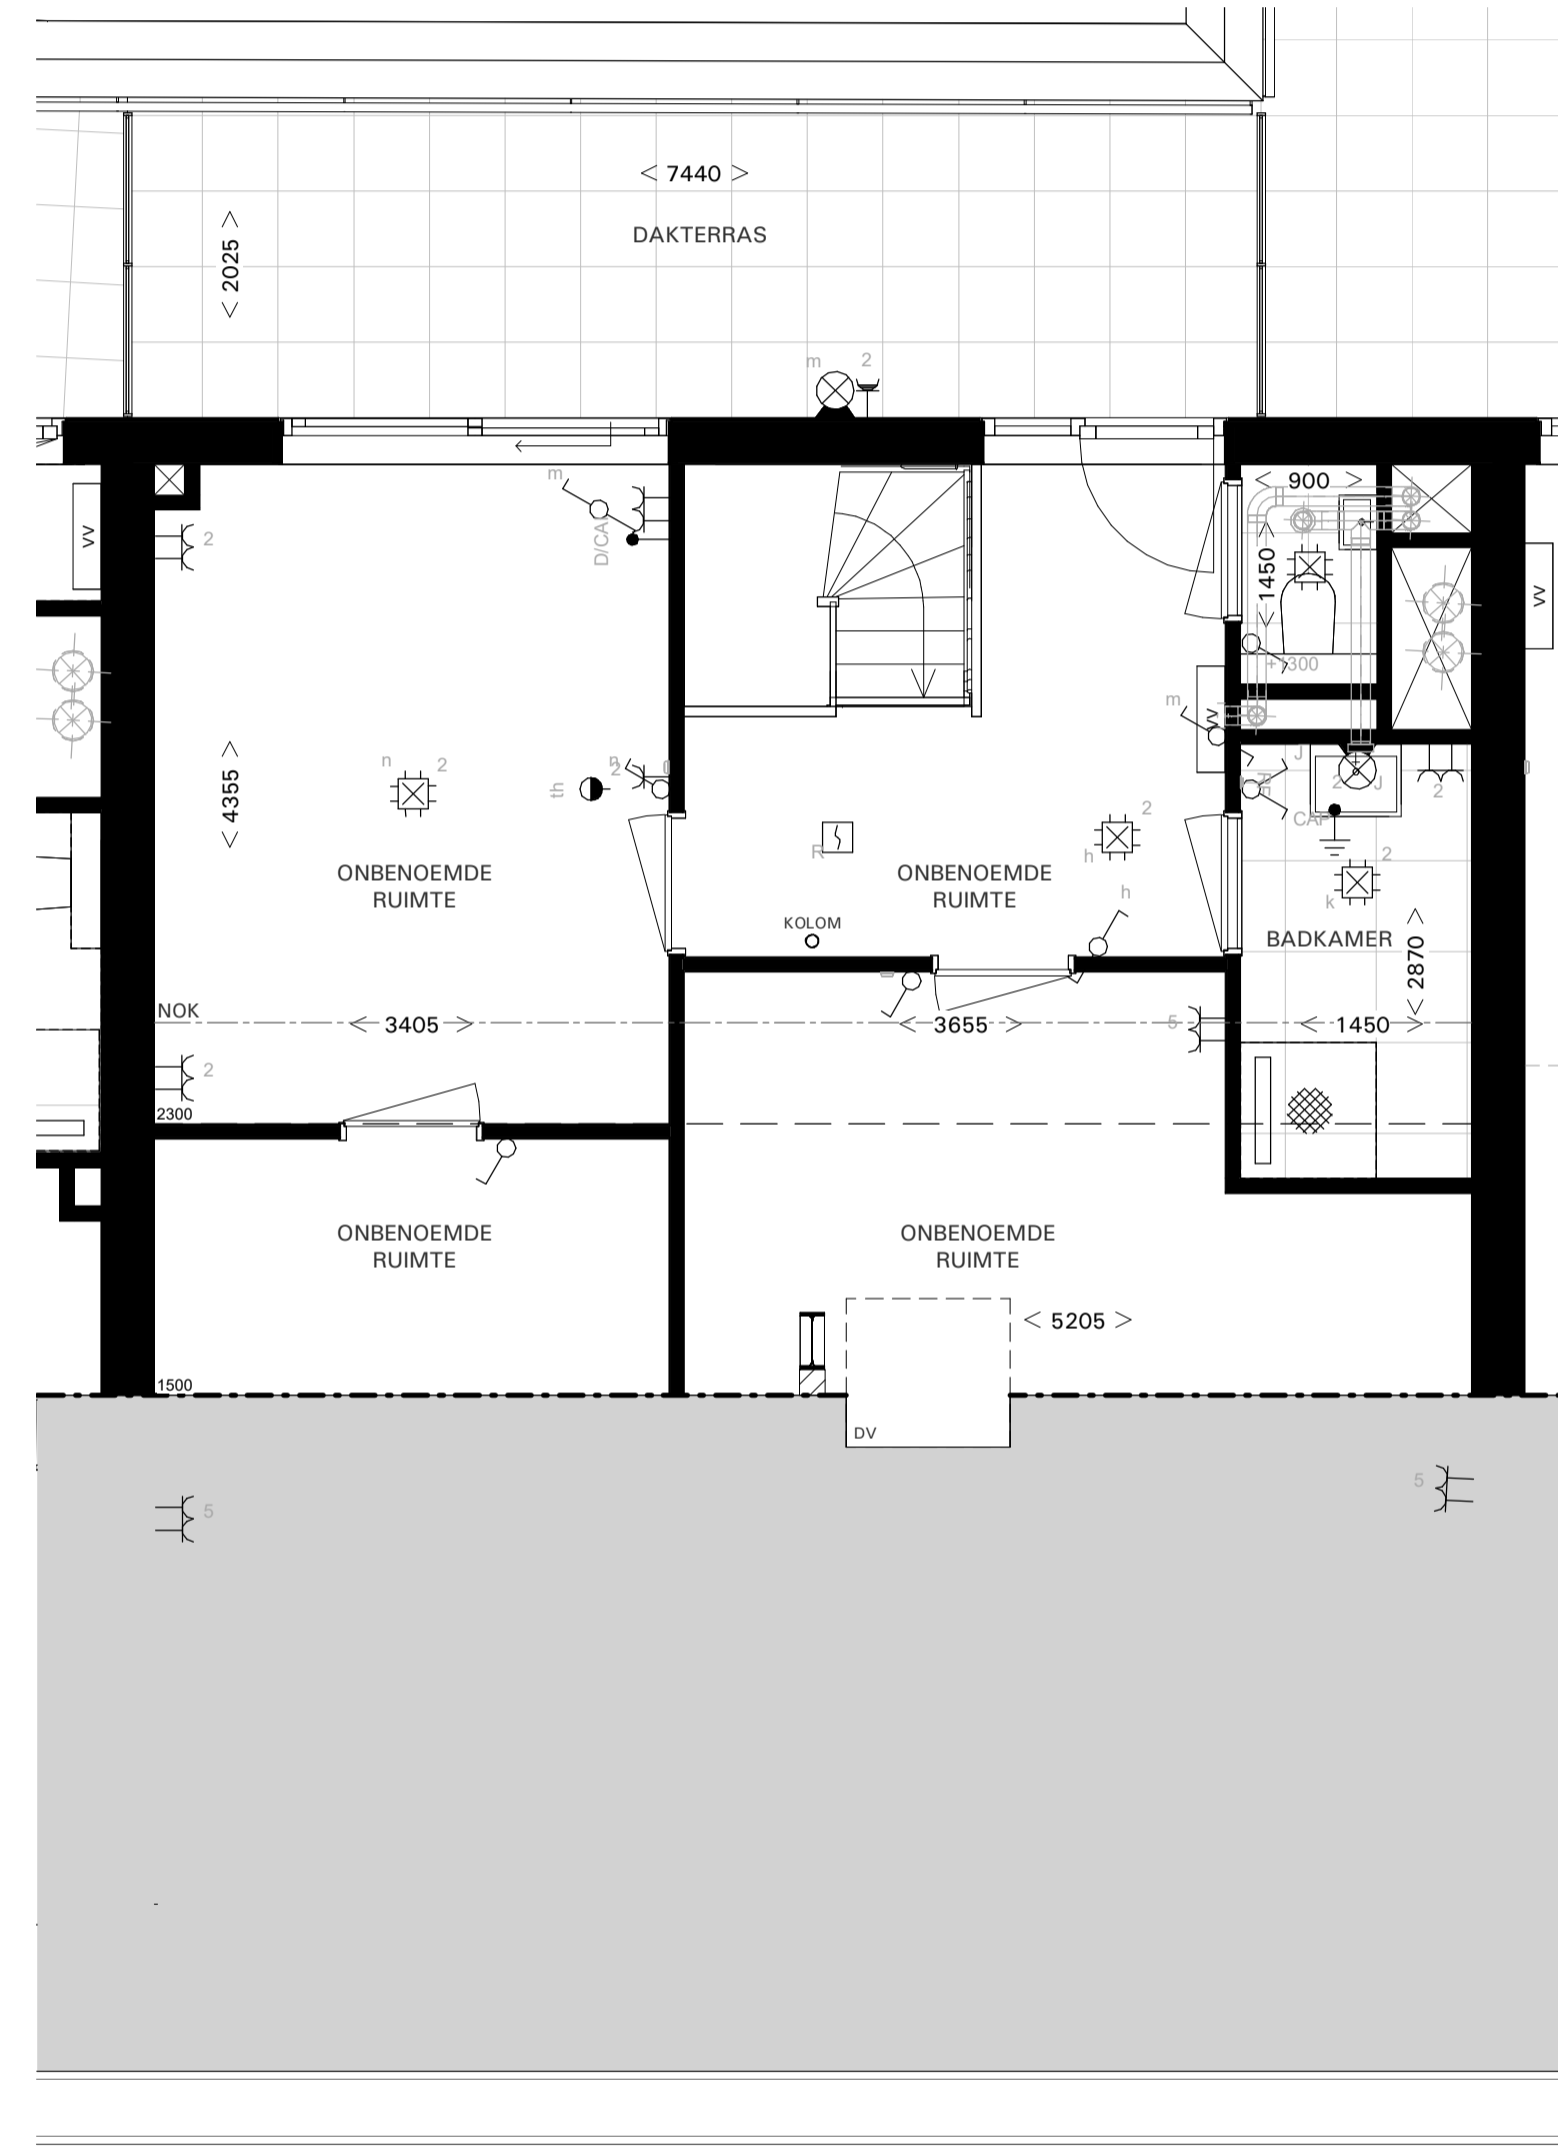 < 7440 >
DAKTERRAS
< 2025 >
m
2
m
D/CAI
2
VV
VV
< 900 >
< 1450 >
+1300
m
VV
n
2
th
n
2
< 4355 >
ONBENOEMDE
RUIMTE
R
h
2
h
ONBENOEMDE
RUIMTE
KOLOM
J
2
J
2
CAP
2
k
BADKAMER
< 2870 >
NOK
< 3405 >
< 3655 >
5
< 1450 >
2
2300
ONBENOEMDE
RUIMTE
ONBENOEMDE
RUIMTE
< 5205 >
1500
DV
5
5